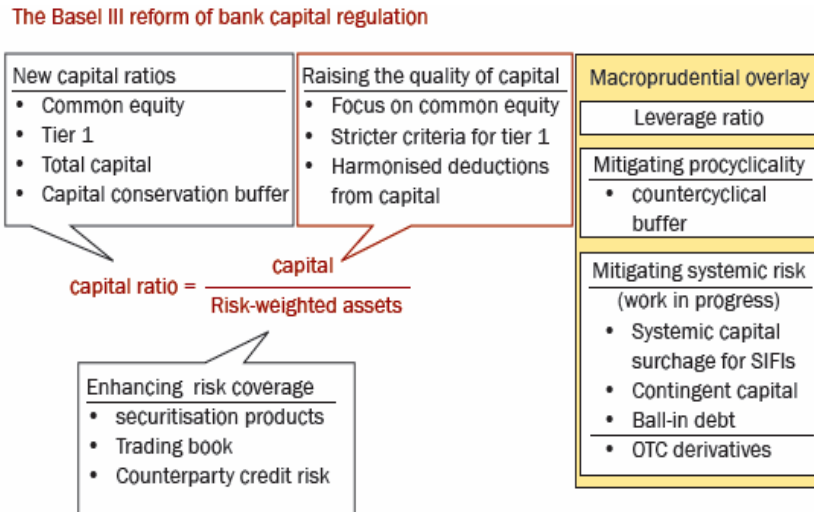 The Basel III reform of bank capital regulation
New capital ratios
• Common equity
• Tier 1
• Total capital
• Capital conservation buffer
Raising the quality of capital
• Focus on common equity
• Stricter criteria for tier 1
• Harmonised deductions
from capital
capital ratio =
capital
Risk-weighted assets
Enhancing risk coverage
• securitisation products
• Trading book
• Counterparty credit risk
Macroprudential overlay
Leverage ratio
Mitigating procyclicality
• countercyclical
buffer
Mitigating systemic risk
(work in progress)
• Systemic capital
surchage for SIFIs
• Contingent capital
• Ball-in debt
• OTC derivatives